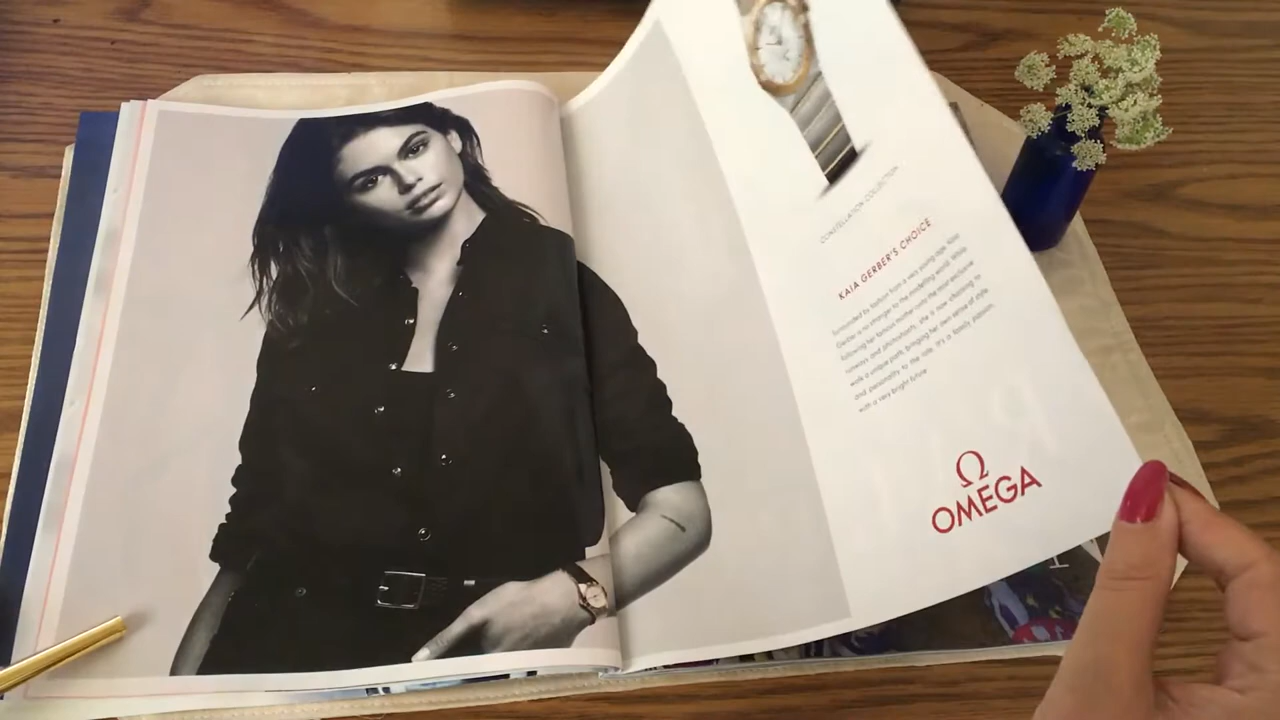 CONSTELLATION COLLECTION
KAIA GERBER'S CHOICE
Surrounded by fashion from a very young age, Kaia
Gerber is no stranger to the modelling world. While
following her famous mother onto the most exclusive
runways and photoshoots, she is now choosing to
walk a unique path, bringing her own sense of style
and personality to the role. It's a family passion
with a very bright future.
Ω
OMEGA